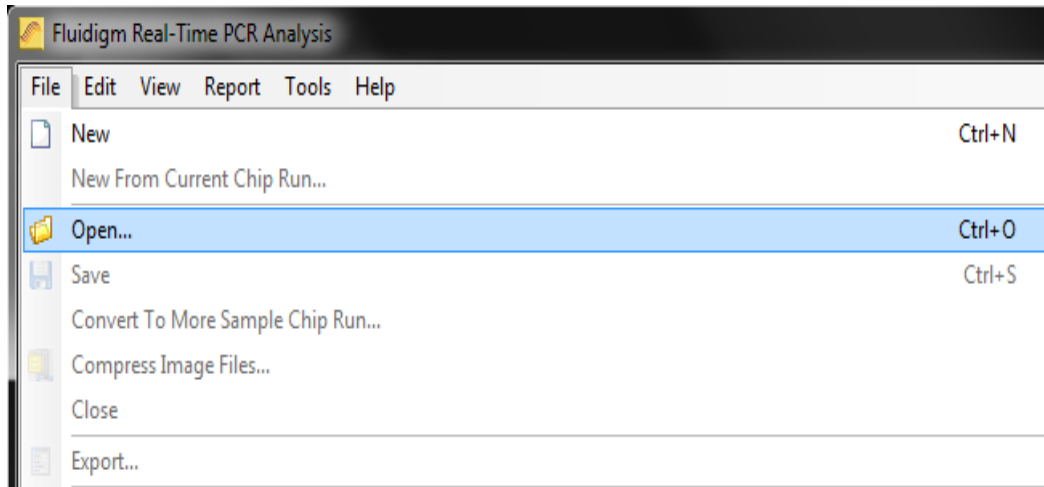 Fluidigm Real-Time PCR Analysis
File Edit View Report Tools Help
New Ctrl+N
New From Current Chip Run...
Open... Ctrl+O
Save Ctrl+S
Convert To More Sample Chip Run...
Compress Image Files...
Close
Export...